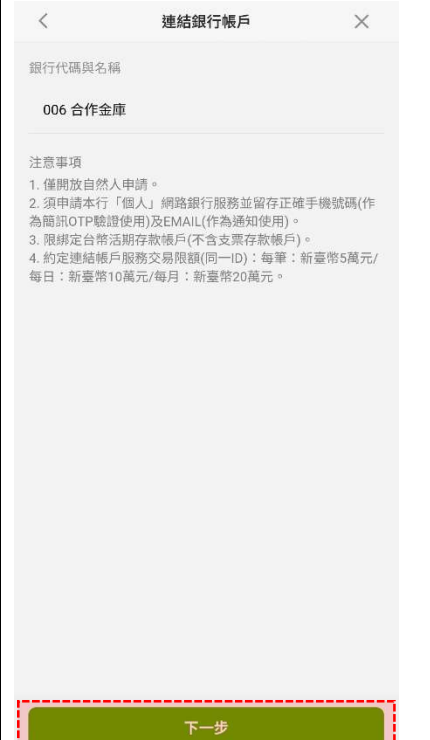 連結銀行帳戶
銀行代碼與名稱
006 合作金庫
注意事項
1. 僅開放自然人申請。
2. 須申請本行「個人」網路銀行服務並留存正確手機號碼(作
為簡訊OTP驗證使用)及EMAIL(作為通知使用)。
3. 限綁定台幣活期存款帳戶(不含支票存款帳戶)。
4. 約定連結帳戶服務交易限額(同一ID)：每筆：新臺幣5萬元/
每日：新臺幣10萬元/每月：新臺幣20萬元。
下一步